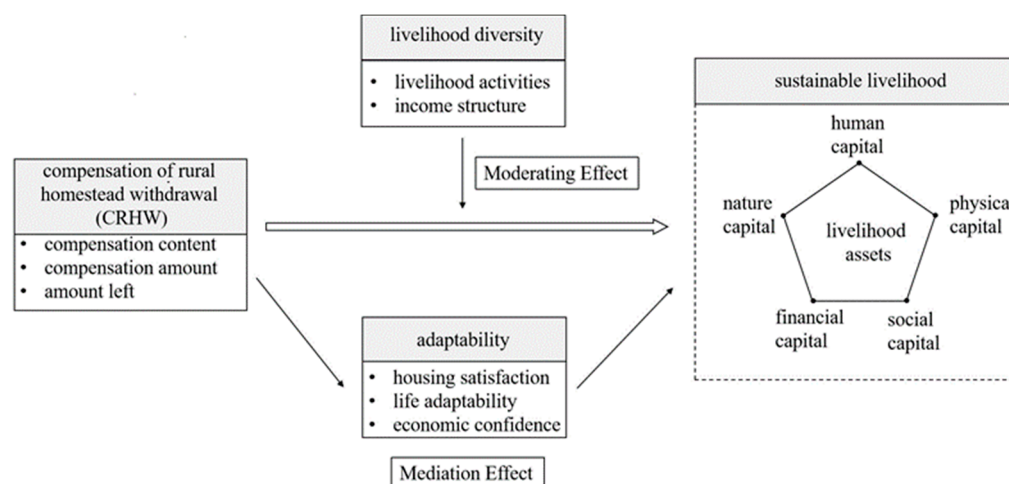 livelihood diversity
• livelihood activities
• income structure
Moderating Effect
compensation of rural
homestead withdrawal
(CRHW)
• compensation content
• compensation amount
• amount left
adaptability
• housing satisfaction
• life adaptability
• economic confidence
Mediation Effect
sustainable livelihood
human
capital
nature
capital
physica
capital
livelihood
assets
financial
capital
social
capital